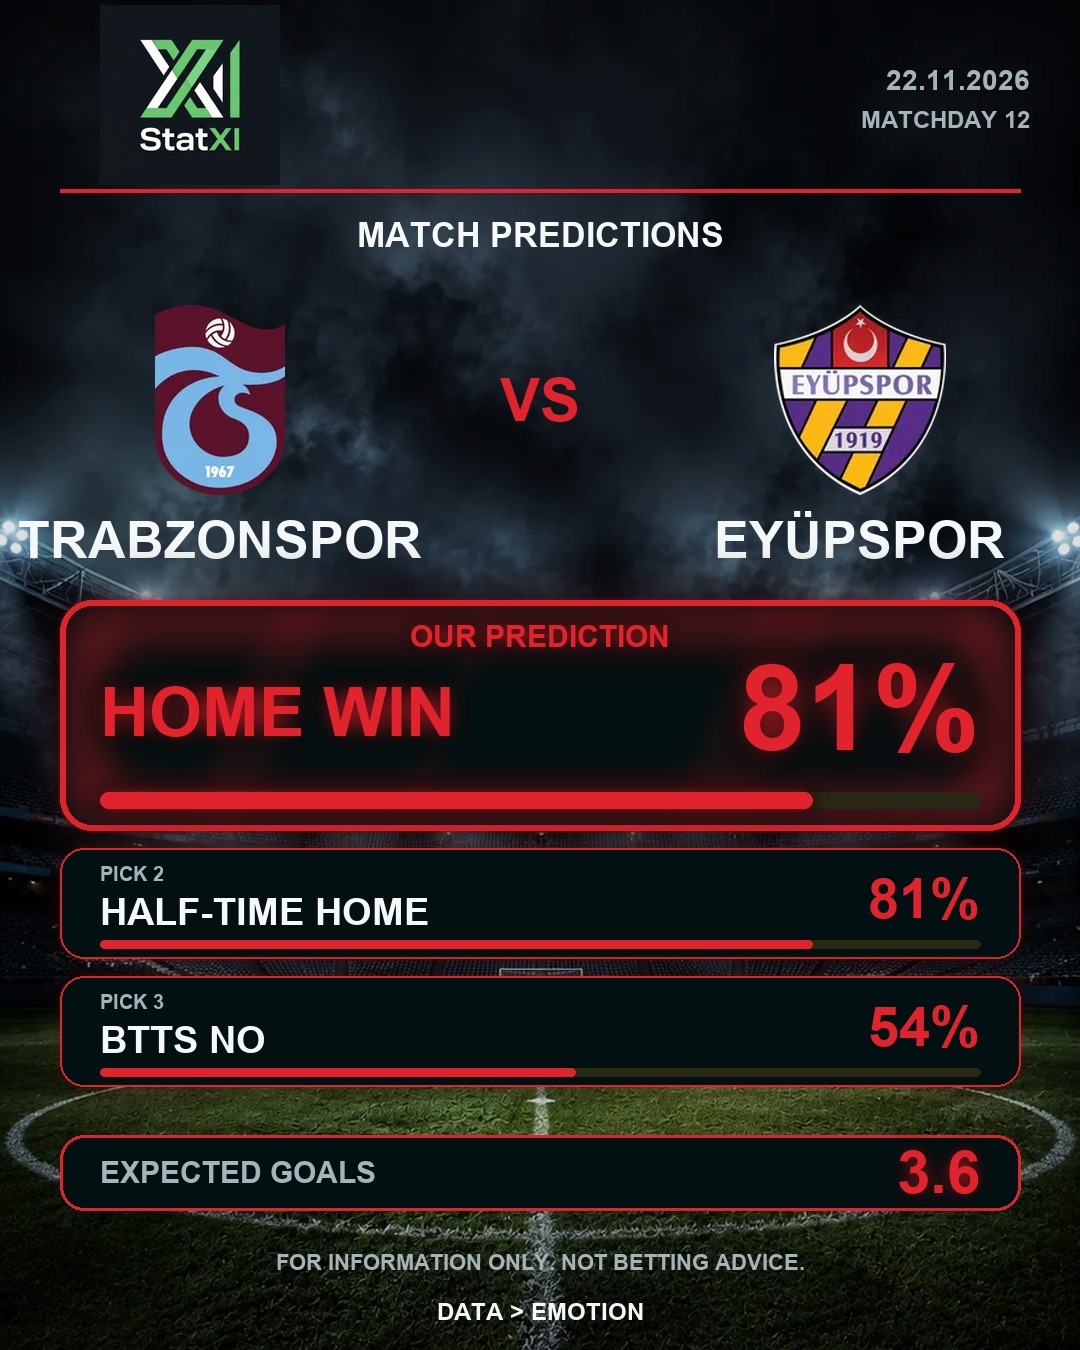 StatXI
22.11.2026
MATCHDAY 12
MATCH PREDICTIONS
1967
VS
EYÜPSPOR
1919
TRABZONSPOR
EYÜPSPOR
OUR PREDICTION
HOME WIN
81%
PICK 2
HALF-TIME HOME
81%
PICK 3
BTTS NO
54%
EXPECTED GOALS
3.6
FOR INFORMATION ONLY. NOT BETTING ADVICE.
DATA > EMOTION